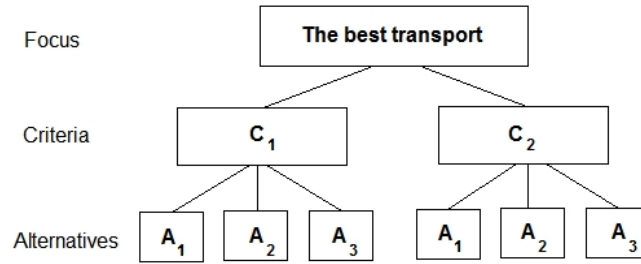 Focus
The best transport
Criteria
C1
C2
Alternatives
A1 A2 A3 A1 A2 A3